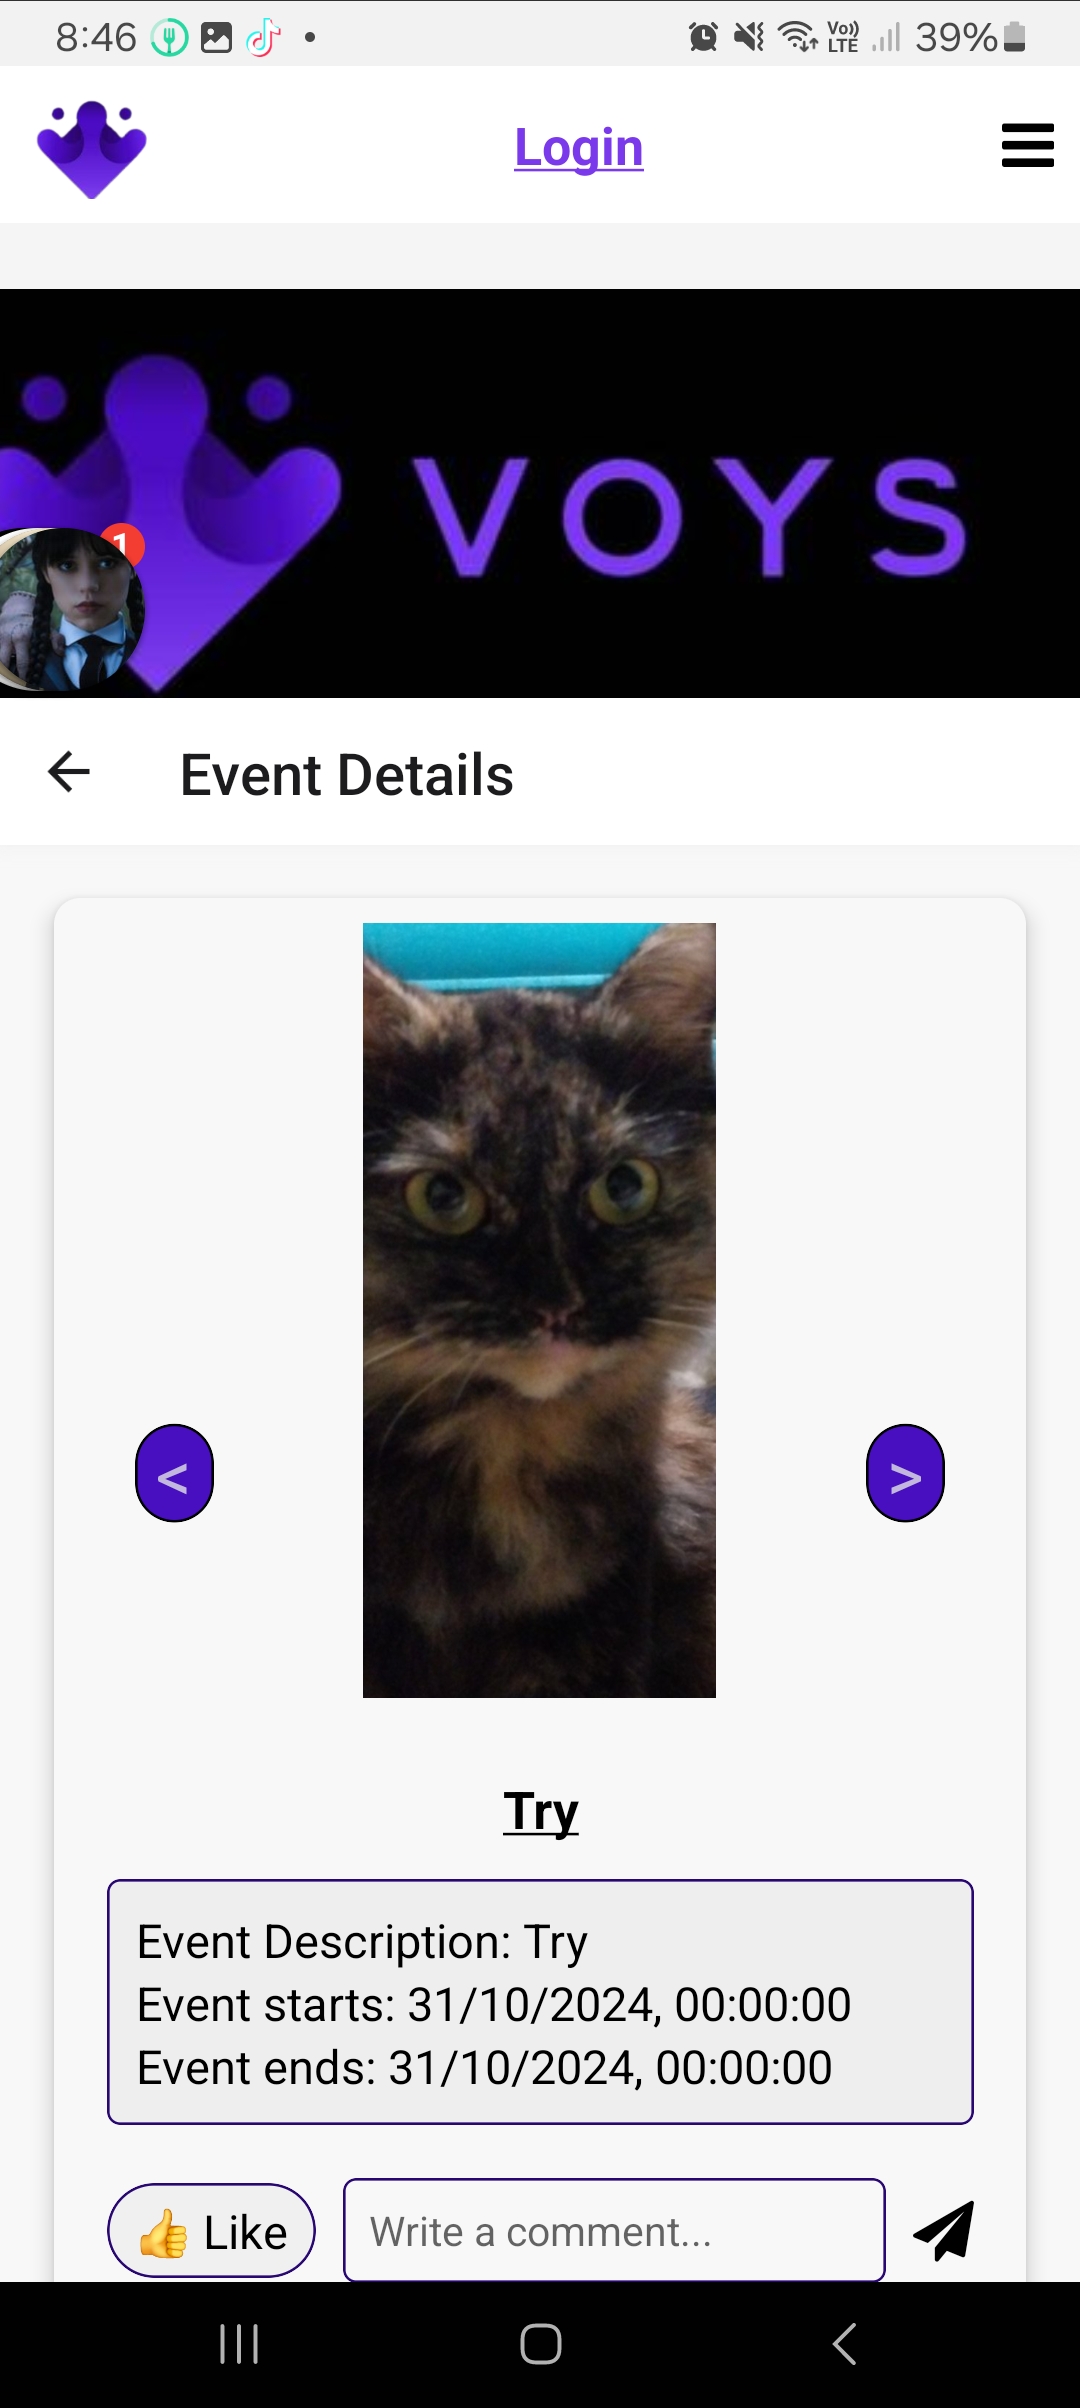 8:46 Vo)) LTE 39%
Login
VOYS
1
Event Details
< >
Try
Event Description: Try
Event starts: 31/10/2024, 00:00:00
Event ends: 31/10/2024, 00:00:00
👍 Like Write a comment...